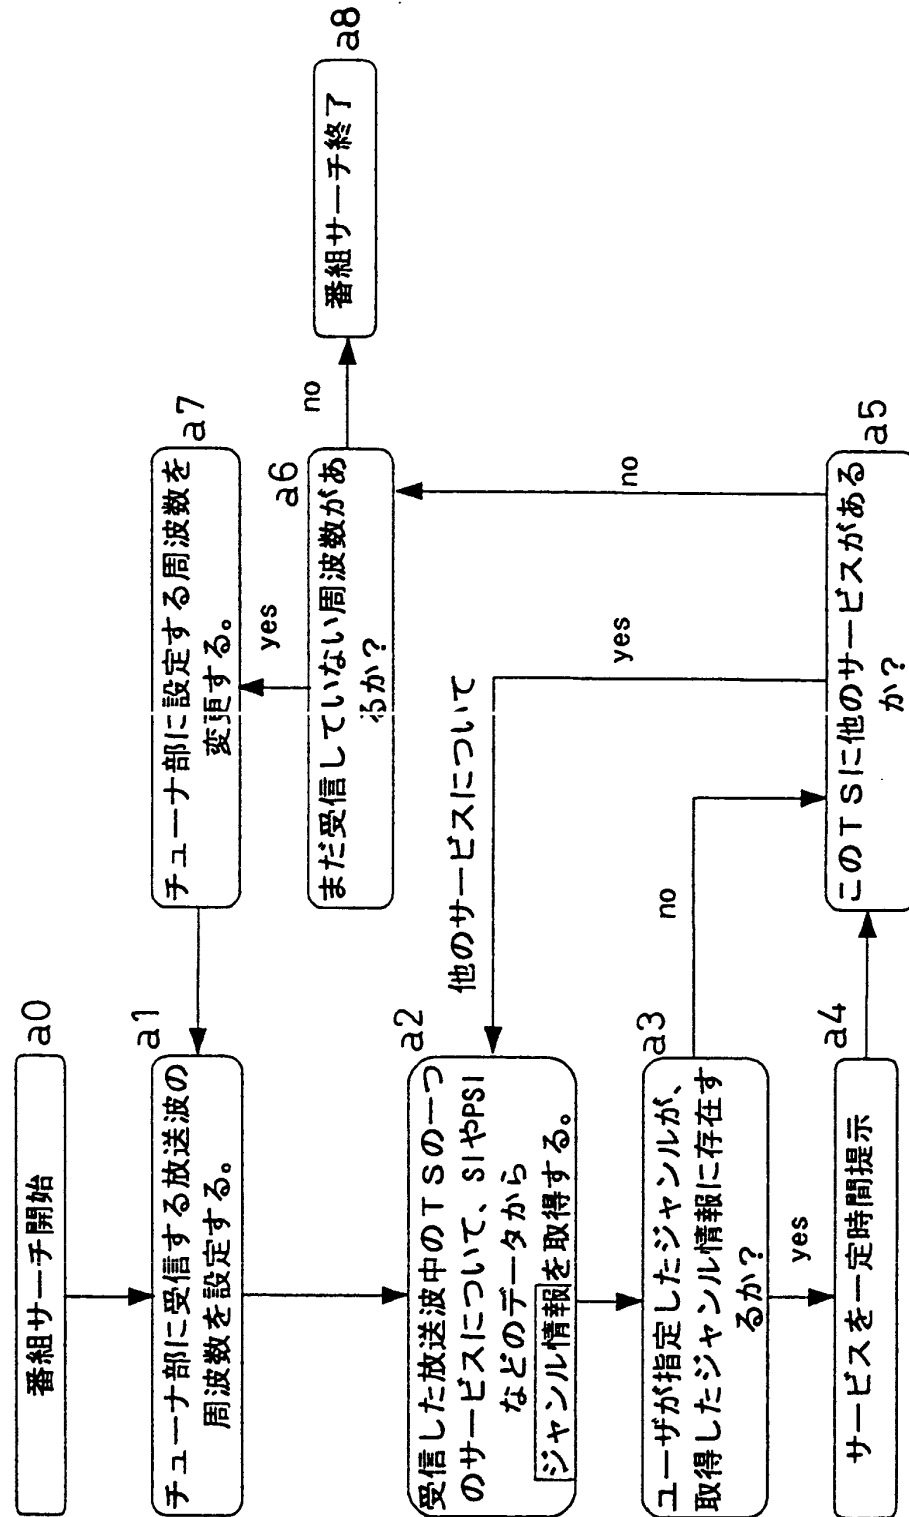 番組サーチ開始
a0
チューナ部に受信する放送波の
周波数を設定する。
a1
受信した放送波中のTSの一つ
のサービスについて、SIやPSI
などのデータから
ジャンル情報を取得する。
a2
ユーザが指定したジャンルが、
取得したジャンル情報に存在す
るか?
a3
yes
no
サービスを一定時間提示
a4
このTSに他のサービスがある
か?
a5
yes
no
他のサービスについて
まだ受信していない周波数があ
るか?
a6
yes
no
チューナ部に設定する周波数を
変更する。
a7
番組サーチ終了
a8